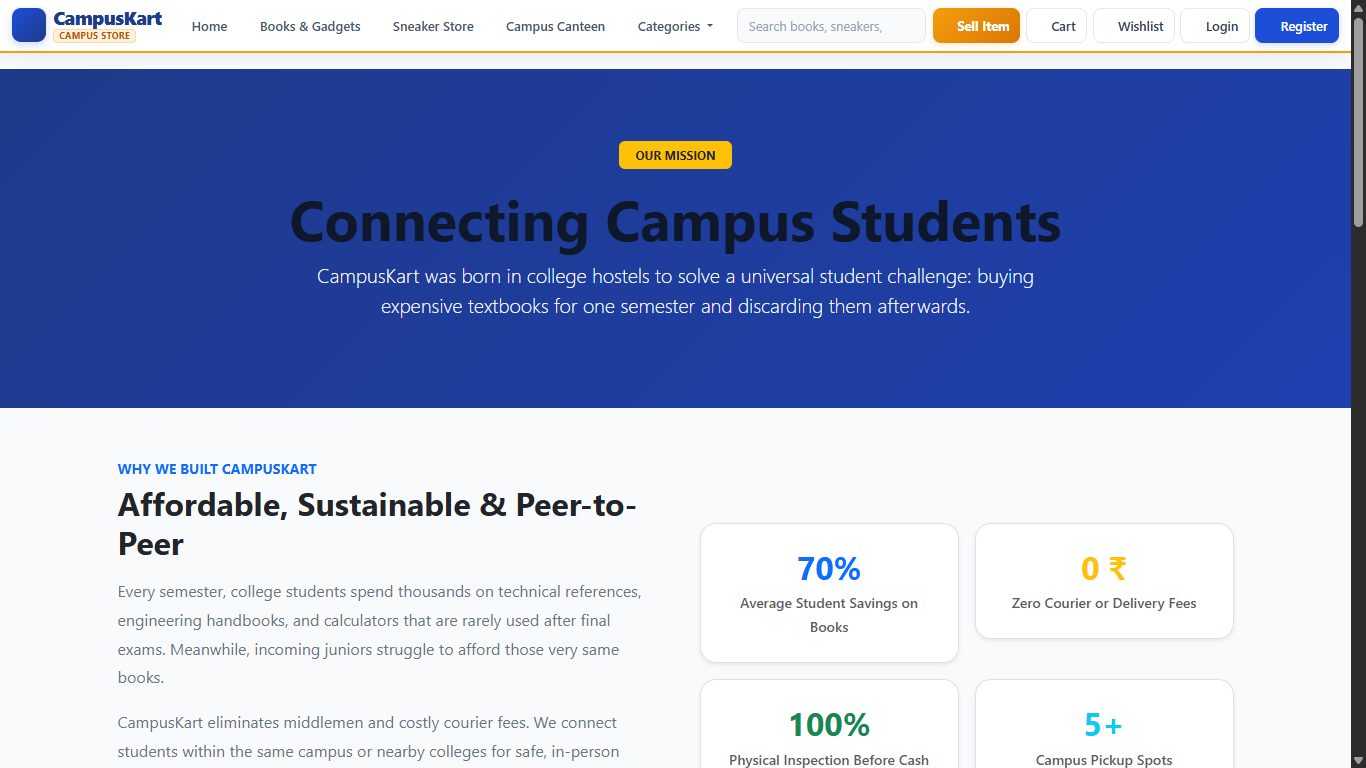 CampusKart
CAMPUS STORE
Home
Books & Gadgets
Sneaker Store
Campus Canteen
Categories
Search books, sneakers,
Sell Item
Cart
Wishlist
Login
Register
OUR MISSION
Connecting Campus Students
CampusKart was born in college hostels to solve a universal student challenge: buying
expensive textbooks for one semester and discarding them afterwards.
WHY WE BUILT CAMPUSKART
Affordable, Sustainable & Peer-to-
Peer
Every semester, college students spend thousands on technical references,
engineering handbooks, and calculators that are rarely used after final
exams. Meanwhile, incoming juniors struggle to afford those very same
books.
CampusKart eliminates middlemen and costly courier fees. We connect
students within the same campus or nearby colleges for safe, in-person
70%
Average Student Savings on
Books
0 ₹
Zero Courier or Delivery Fees
100%
Physical Inspection Before Cash
5+
Campus Pickup Spots